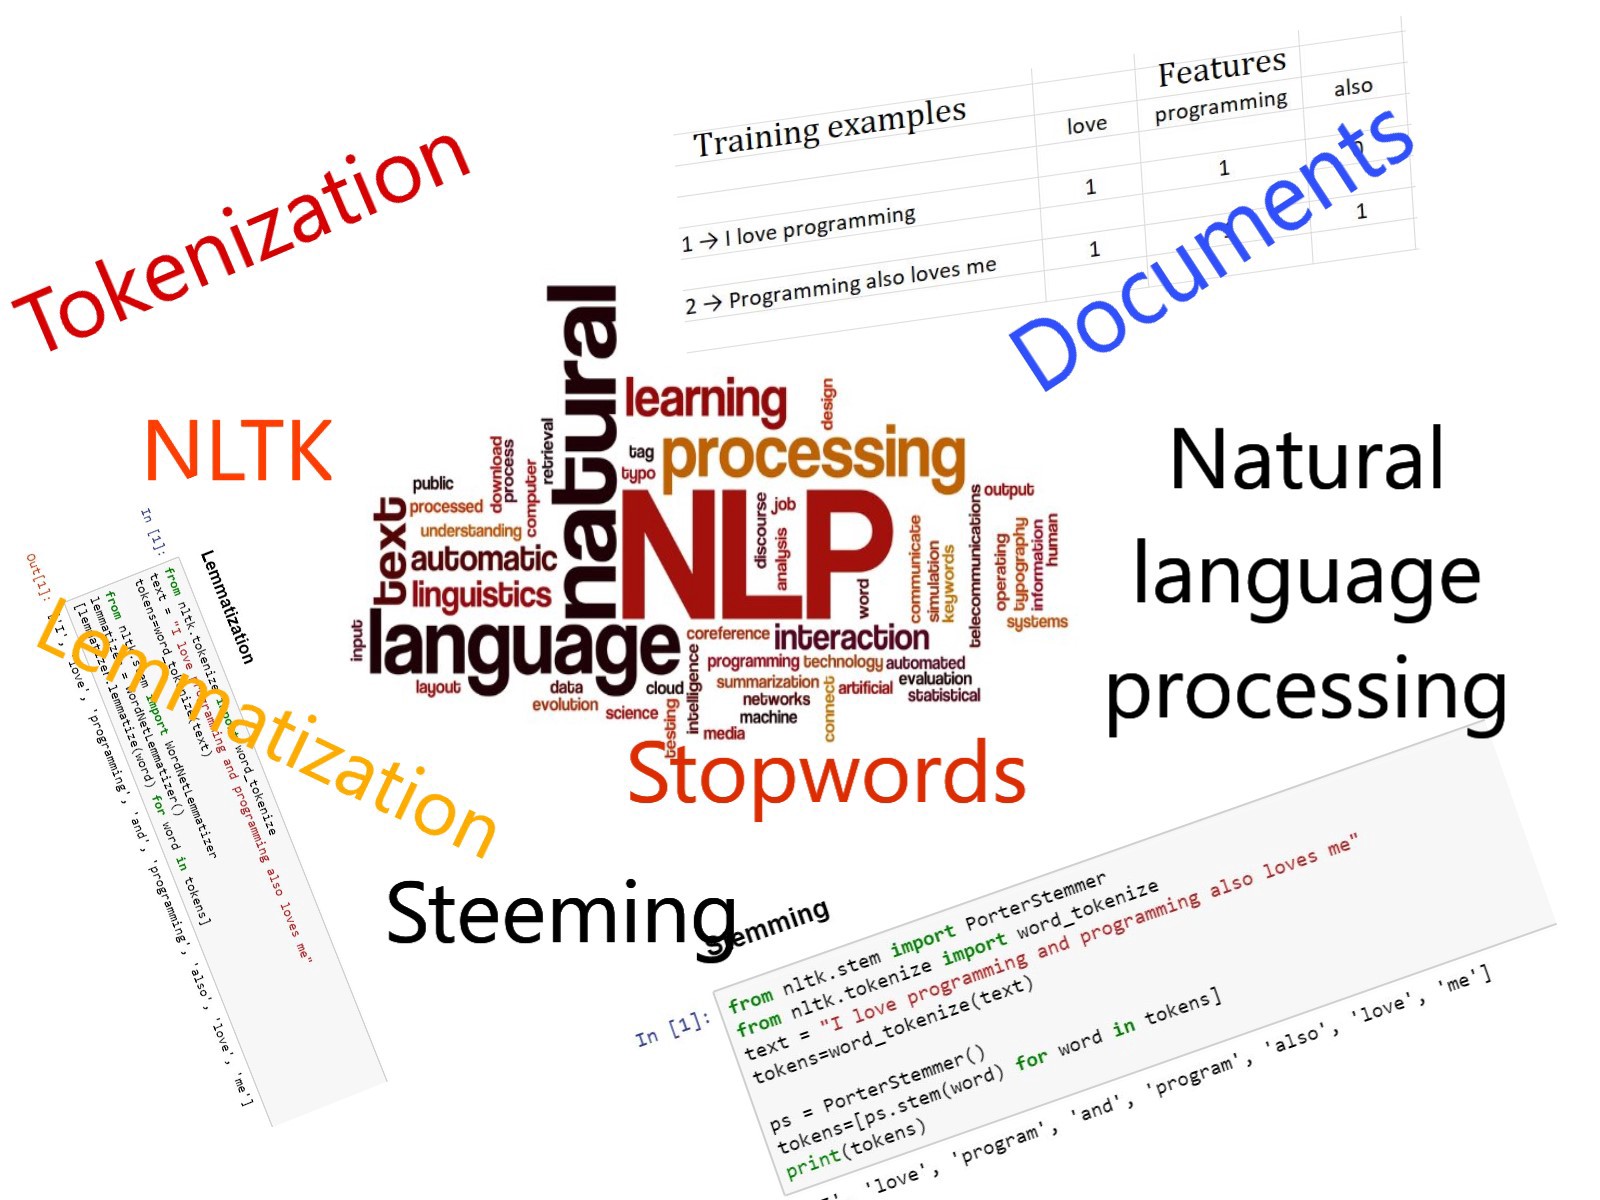 Features
Training examples love programming also
1 → I love programming 1 1
2 → Programming also loves me 1 1
Tokenization
Documents
NLTK
Natural
language
processing
natural
learning
design
tag
typo
processing
retrieval
download
process
computer
public
processed
understanding
text
automatic
linguistics
NLP
discourse
job
analysis
word
communicate
simulation
keywords
telecommunications
output
operating
typography
information
human
systems
input
language
coreference interaction
programming technology automated
summarization evaluation
networks statistical
machine
artificial
connect
intelligence
cloud
testing
media
layout
data
evolution
science
Stopwords
Lemmatization
Steeming
Lemmatization
In [1]:
from nltk.tokenize import word_tokenize
text = "I love programming and programming also loves me"
tokens=word_tokenize(text)
from nltk.stem import WordNetLemmatizer
lemmatizer = WordNetLemmatizer()
[lemmatizer.lemmatize(word) for word in tokens]
Out[1]: ['I', 'love', 'programming', 'and', 'programming', 'also', 'love', 'me']
Stemming
In [1]:
from nltk.stem import PorterStemmer
from nltk.tokenize import word_tokenize
text = "I love programming and programming also loves me"
tokens=word_tokenize(text)
ps = PorterStemmer()
tokens=[ps.stem(word) for word in tokens]
print(tokens)
'love', 'program', 'and', 'program', 'also', 'love', 'me']